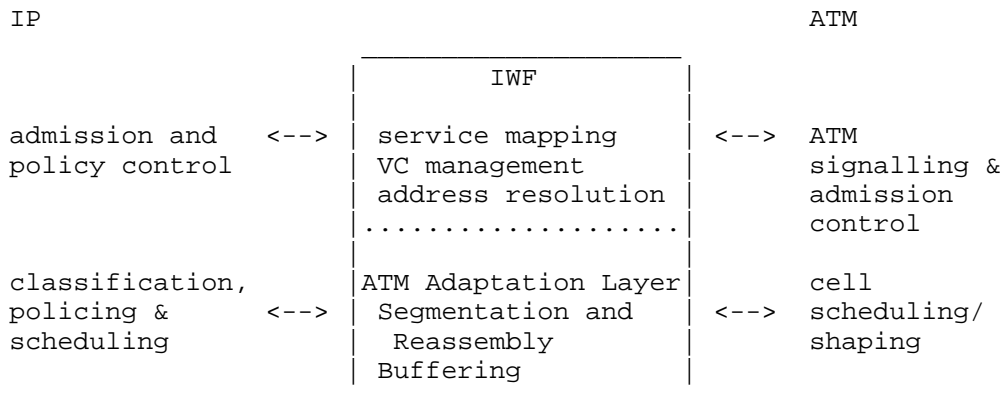 IP ATM
____________________
| IWF |
| |
admission and <--> | service mapping | <--> ATM
policy control | VC management | signalling &
| address resolution | admission
|....................| control
| |
classification, |ATM Adaptation Layer| cell
policing & <--> | Segmentation and | <--> scheduling/
scheduling | Reassembly | shaping
| Buffering |